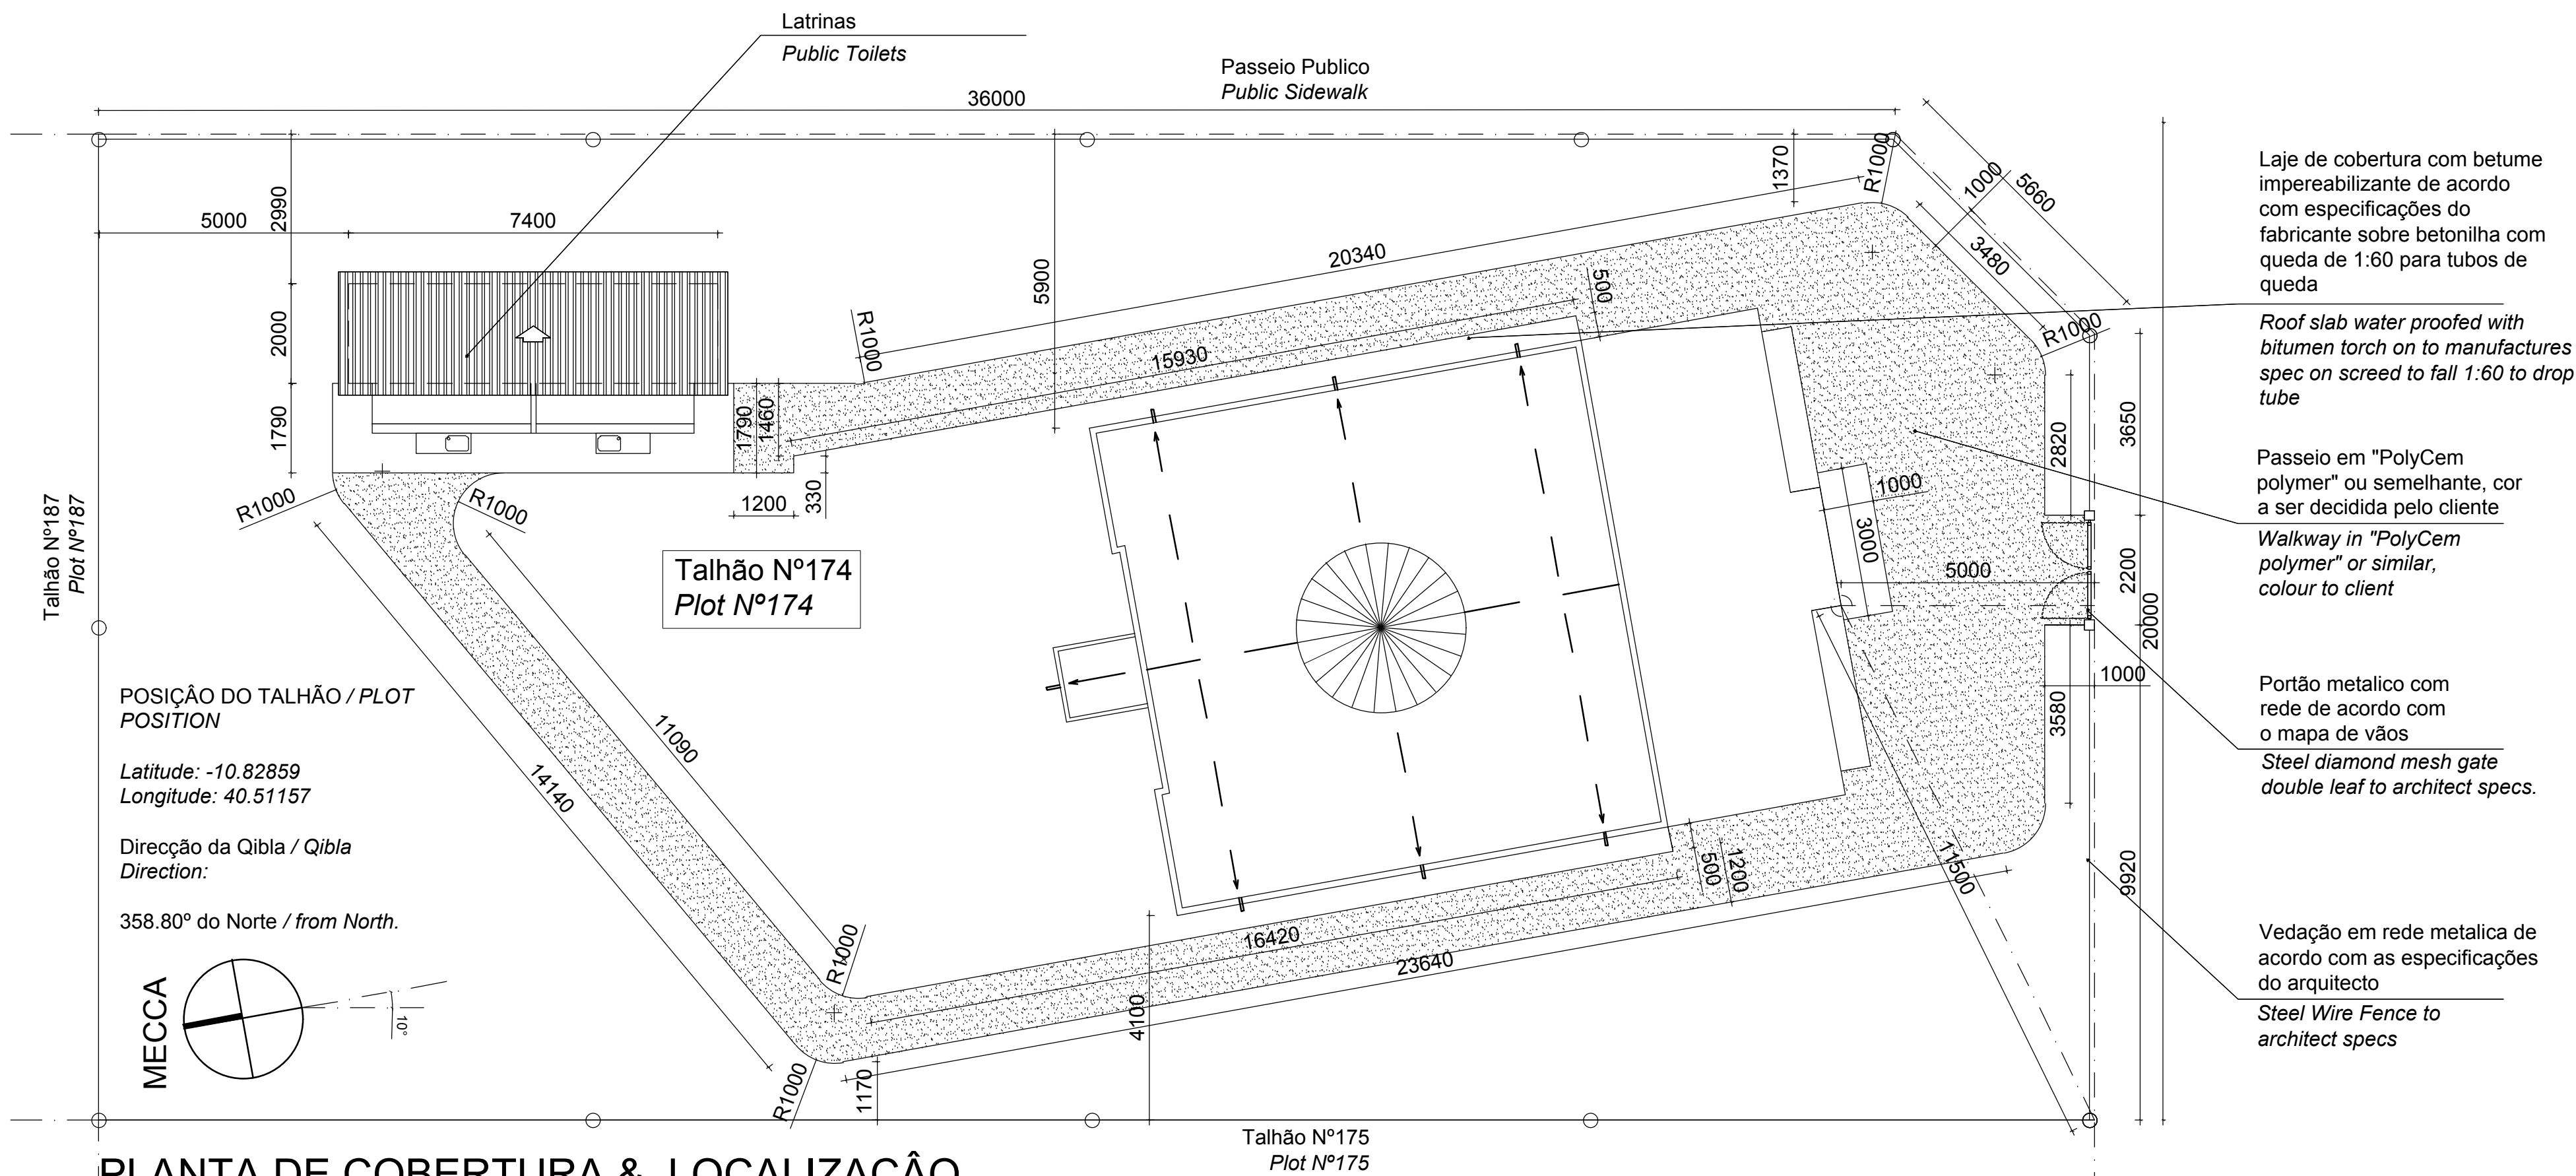 Latrinas
Public Toilets
Passeio Publico
Public Sidewalk
36000
R1000
1370
1000
5660
3480
R1000
2990
5000
7400
5900
20340
500
R1000
15930
2000
1790
1790
1460
330
1200
R1000
R1000
Talhão Nº187
Plot Nº187
Talhão Nº174
Plot Nº174
2820
3650
1000
3000
5000
2200
20000
1000
3580
9920
11500
11090
14140
500
1200
R1000
16420
23640
4100
R1000
1170
POSIÇÂO DO TALHÃO / PLOT
POSITION
Latitude: -10.82859
Longitude: 40.51157
Direcção da Qibla / Qibla
Direction:
358.80º do Norte / from North.
MECCA
10°
Laje de cobertura com betume
impereabilizante de acordo
com especificações do
fabricante sobre betonilha com
queda de 1:60 para tubos de
queda
Roof slab water proofed with
bitumen torch on to manufactures
spec on screed to fall 1:60 to drop
tube
Passeio em "PolyCem
polymer" ou semelhante, cor
a ser decidida pelo cliente
Walkway in "PolyCem
polymer" or similar,
colour to client
Portão metalico com
rede de acordo com
o mapa de vãos
Steel diamond mesh gate
double leaf to architect specs.
Vedação em rede metalica de
acordo com as especificações
do arquitecto
Steel Wire Fence to
architect specs
Talhão Nº175
Plot Nº175
PLANTA DE COBERTURA & LOCALIZAÇÂO